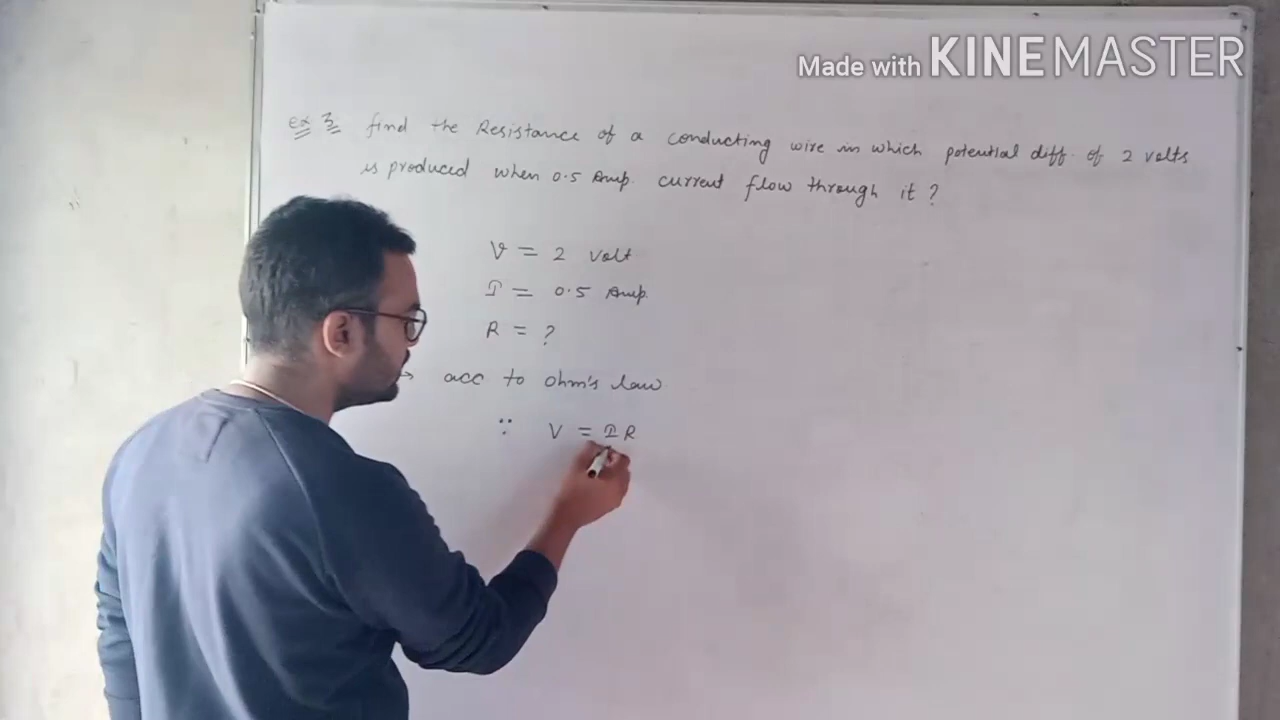 Made with KINEMASTER
ex 3 find the Resistance of a conducting wire in which potential diff. of 2 volts
is produced when 0.5 Amp. current flow through it ?
V = 2 volt
I = 0.5 Amp.
R = ?
→ acc to ohm's law
∵ V = IR